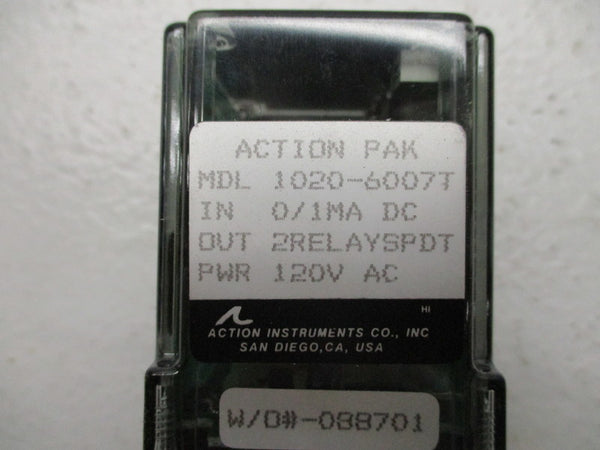 ACTION PAK
MDL 1020-6007T
IN 0/1MA DC
OUT 2RELAYSPDT
PWR 120V AC
HI
ACTION INSTRUMENTS CO., INC
SAN DIEGO,CA, USA
W/O#-088701